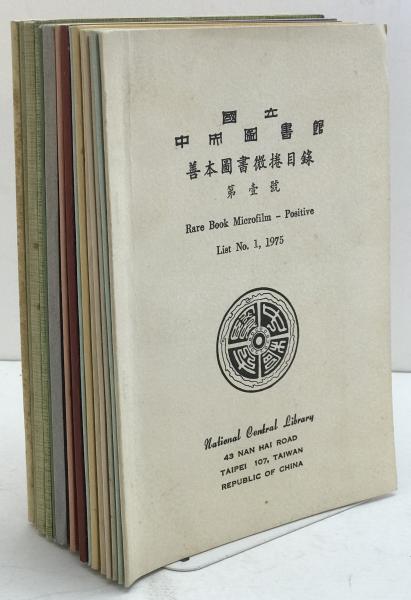 國立
中央圖書館
善本圖書微捲目錄
第壹號
Rare Book Microfilm – Positive
List No. 1, 1975
National Central Library
43 NAN HAI ROAD
TAIPEI 107, TAIWAN
REPUBLIC OF CHINA